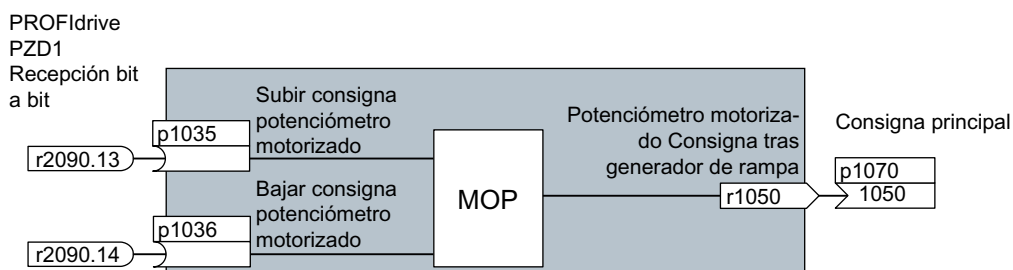 PROFIdrive
PZD1
Recepción bit
a bit
p1035
r2090.13
Subir consigna
potenciómetro
motorizado
p1036
r2090.14
Bajar consigna
potenciómetro
motorizado
MOP
Potenciómetro motoriza-
do Consigna tras
generador de rampa
r1050
Consigna principal
p1070
1050